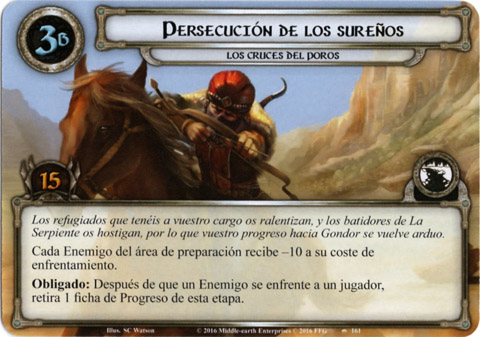 3B
PERSECUCIÓN DE LOS SUREÑOS
LOS CRUCES DEL POROS
15
Los refugiados que tenéis a vuestro cargo os ralentizan, y los batidores de La
Serpiente os hostigan, por lo que vuestro progreso hacia Gondor se vuelve arduo.
Cada Enemigo del área de preparación recibe –10 a su coste de
enfrentamiento.
Obligado: Después de que un Enemigo se enfrente a un jugador,
retira 1 ficha de Progreso de esta etapa.
Illus. SC Watson
© 2016 Middle-earth Enterprises © 2016 FFG
161